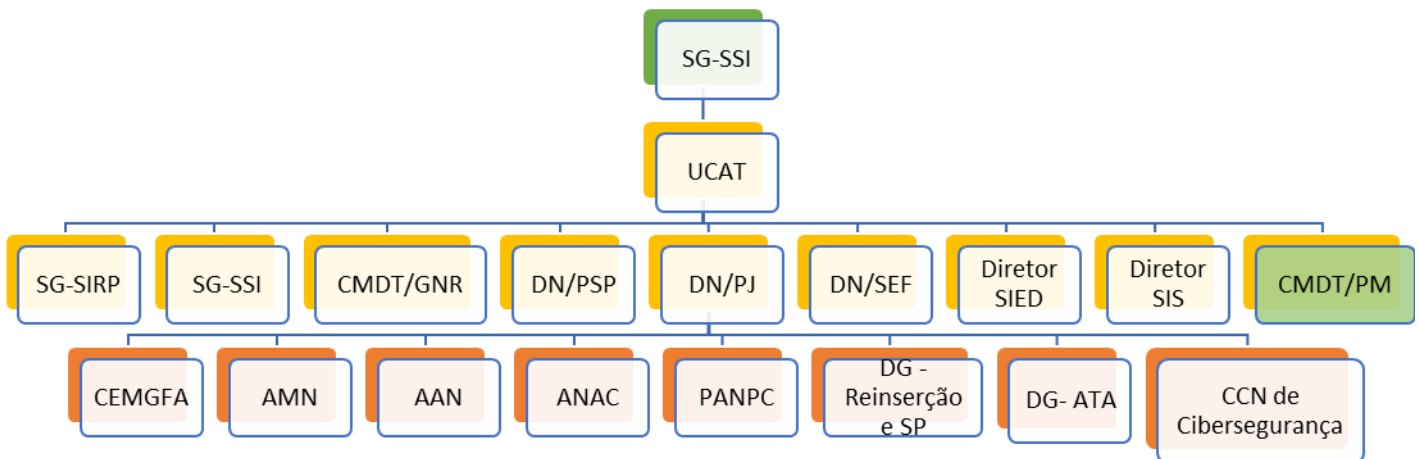 SG-SSI
UCAT
SG-SIRP
SG-SSI
CMDT/GNR
DN/PSP
DN/PJ
DN/SEF
Diretor
SIED
Diretor
SIS
CMDT/PM
CEMGFA
AMN
AAN
ANAC
PANPC
DG -
Reinserção
e SP
DG- ATA
CCN de
Cibersegurança